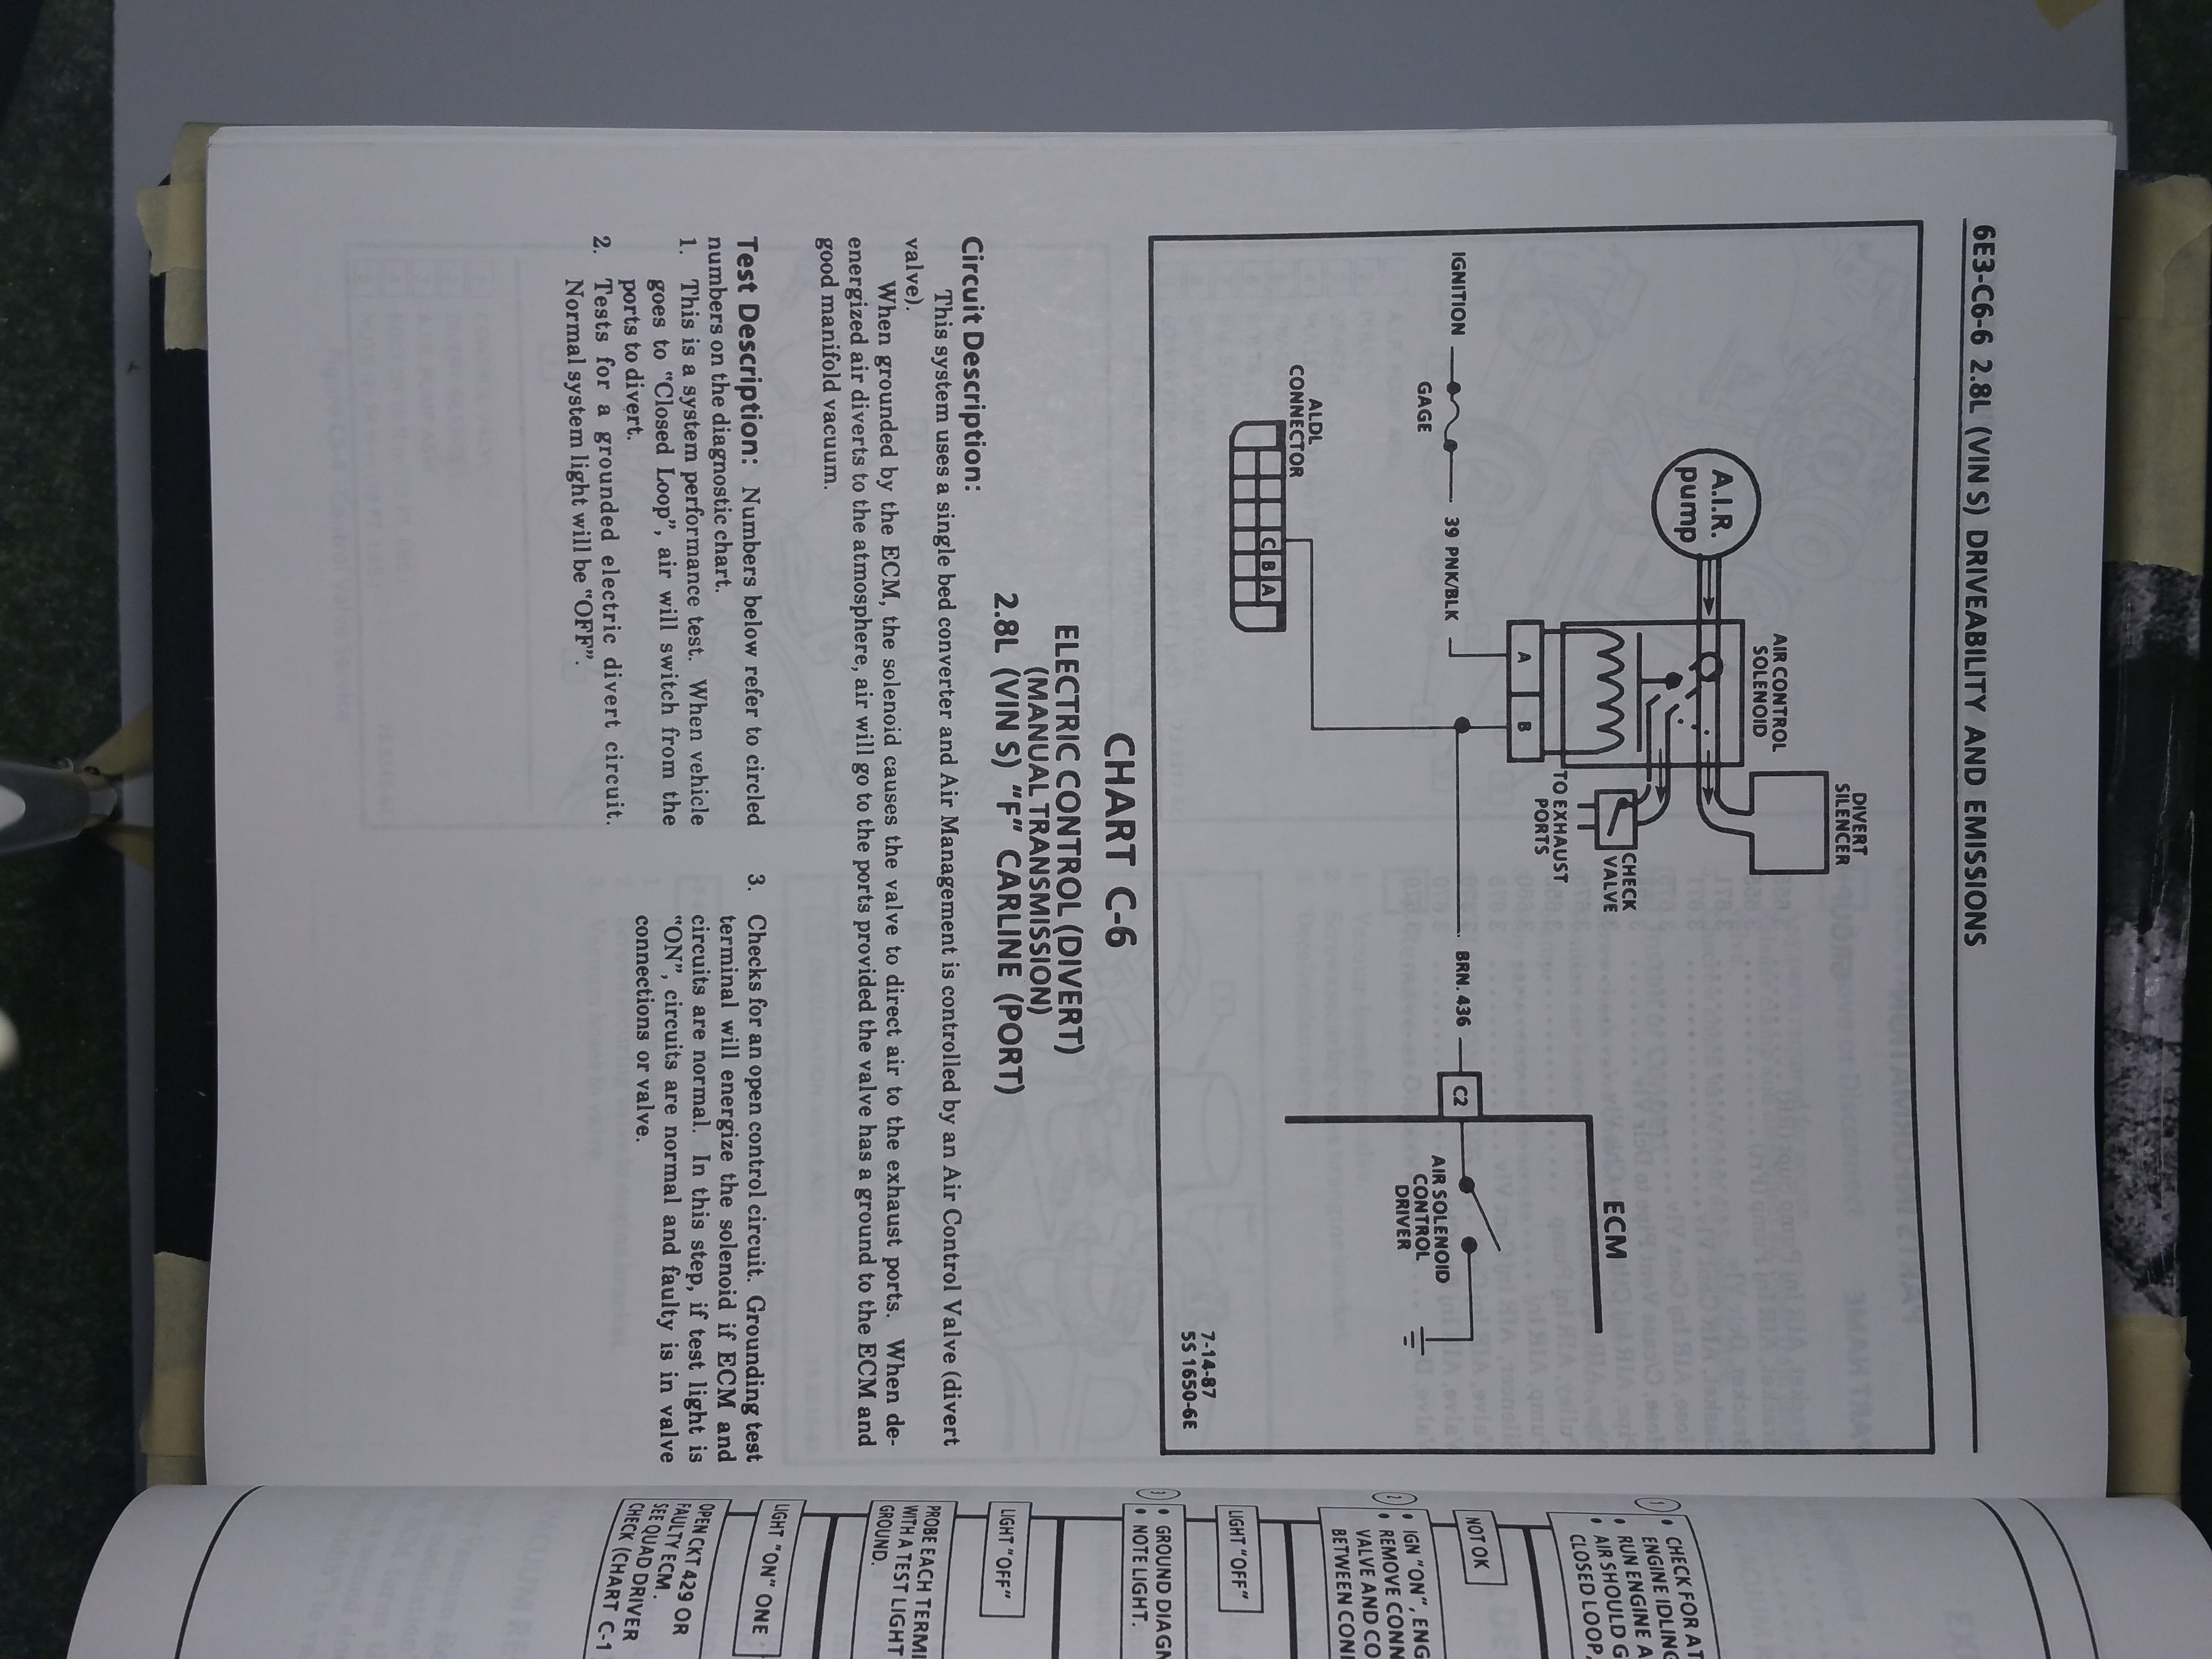 6E3-C6-6 2.8L (VIN S) DRIVEABILITY AND EMISSIONS
DIVERT
SILENCER
AIR CONTROL
SOLENOID
A.I.R.
pump
CHECK
VALVE
TO EXHAUST
PORTS
ECM
A
B
IGNITION
GAGE
39 PNK/BLK
BRN. 436
C2
AIR SOLENOID
CONTROL
DRIVER
ALDL
CONNECTOR
C B A
7-14-87
5S 1650-6E
CHART C-6
ELECTRIC CONTROL (DIVERT)
(MANUAL TRANSMISSION)
2.8L (VIN S) "F" CARLINE (PORT)
Circuit Description:
This system uses a single bed converter and Air Management is controlled by an Air Control Valve (divert
valve).
When grounded by the ECM, the solenoid causes the valve to direct air to the exhaust ports. When de-
energized air diverts to the atmosphere, air will go to the ports provided the valve has a ground to the ECM and
good manifold vacuum.
Test Description: Numbers below refer to circled
numbers on the diagnostic chart.
1. This is a system performance test. When vehicle
goes to "Closed Loop", air will switch from the
ports to divert.
2. Tests for a grounded electric divert circuit.
Normal system light will be "OFF".
3. Checks for an open control circuit. Grounding test
terminal will energize the solenoid if ECM and
circuits are normal. In this step, if test light is
"ON", circuits are normal and faulty is in valve
connections or valve.
1 • CHECK FOR AT
ENGINE IDLING
• RUN ENGINE A
• AIR SHOULD G
CLOSED LOOP,
NOT OK
2 • IGN "ON", ENG
• REMOVE CONN
VALVE AND CO
BETWEEN CON
LIGHT "OFF"
3 • GROUND DIAGN
• NOTE LIGHT.
LIGHT "OFF"
PROBE EACH TERMI
WITH A TEST LIGHT
GROUND.
LIGHT "ON" ONE
OPEN CKT 429 OR
FAULTY ECM.
SEE QUAD DRIVER
CHECK (CHART C-1